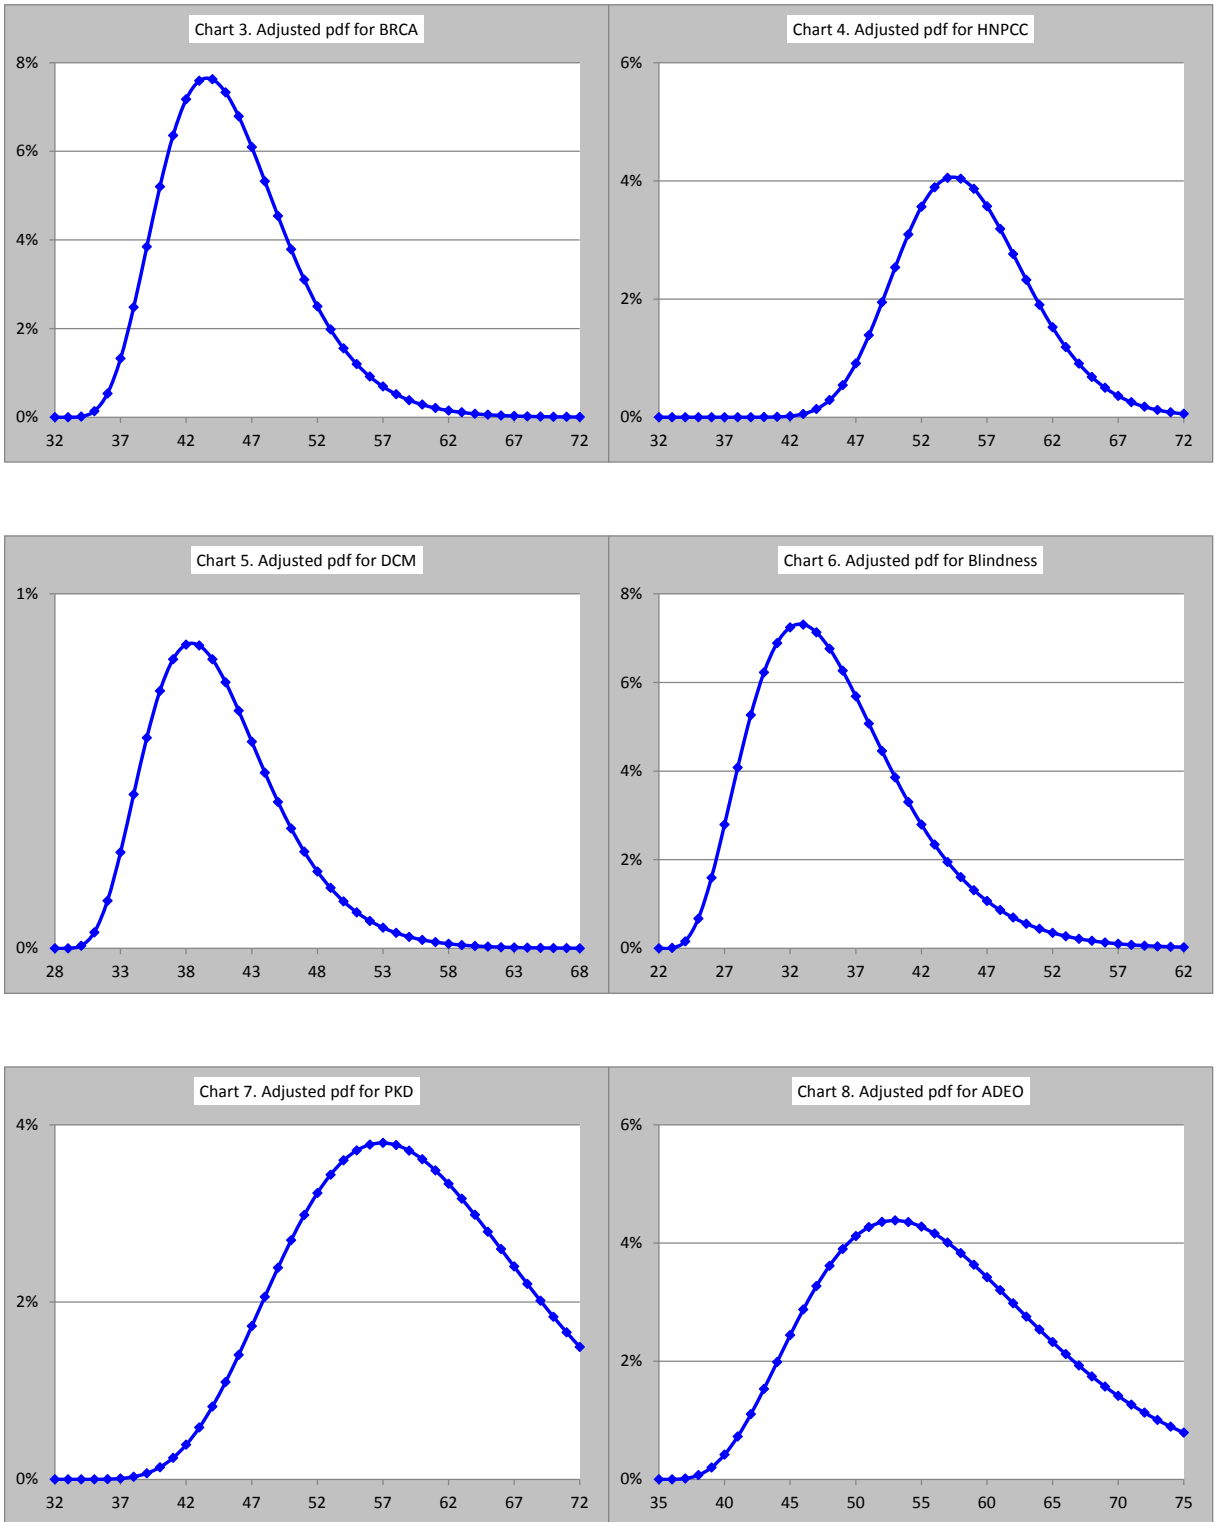 Chart 3. Adjusted pdf for BRCA
8%
6%
4%
2%
0%
32 37 42 47 52 57 62 67 72
Chart 4. Adjusted pdf for HNPCC
6%
4%
2%
0%
32 37 42 47 52 57 62 67 72
Chart 5. Adjusted pdf for DCM
1%
0%
28 33 38 43 48 53 58 63 68
Chart 6. Adjusted pdf for Blindness
8%
6%
4%
2%
0%
22 27 32 37 42 47 52 57 62
Chart 7. Adjusted pdf for PKD
4%
2%
0%
32 37 42 47 52 57 62 67 72
Chart 8. Adjusted pdf for ADEO
6%
4%
2%
0%
35 40 45 50 55 60 65 70 75